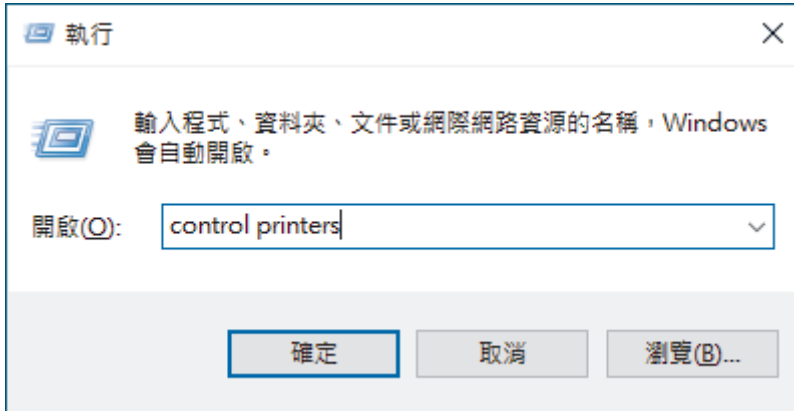 執行
輸入程式、資料夾、文件或網際網路資源的名稱，Windows
會自動開啟。
開啟(O): control printers
確定 取消 瀏覽(B)...